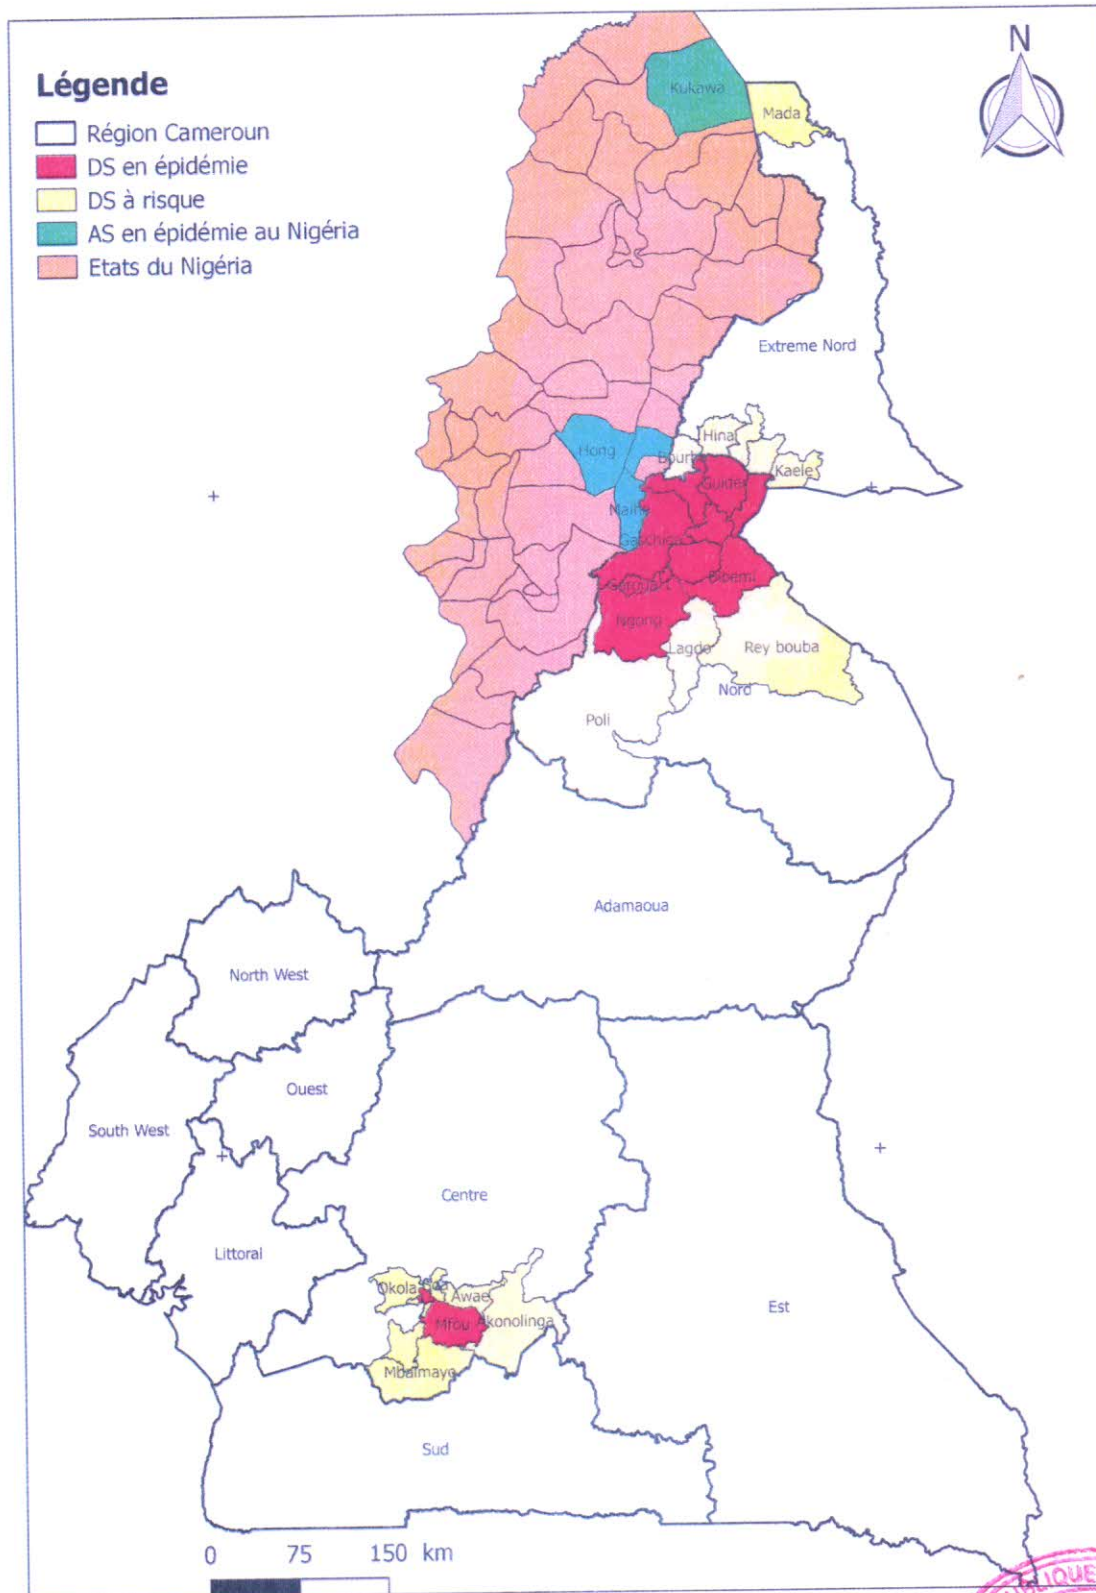 N
Légende
Région Cameroun
DS en épidémie
DS à risque
AS en épidémie au Nigéria
Etats du Nigéria
Kukawa
Mada
Extreme Nord
Hina
Hong
Kaele
Guider
Bibemi
Ngong
Lagdo
Rey bouba
Nord
Poli
Adamaoua
North West
Ouest
South West
Centre
Littoral
Okola
Awae
Est
Mfou
Akonolinga
Mbalmayo
Sud
0 75 150 km